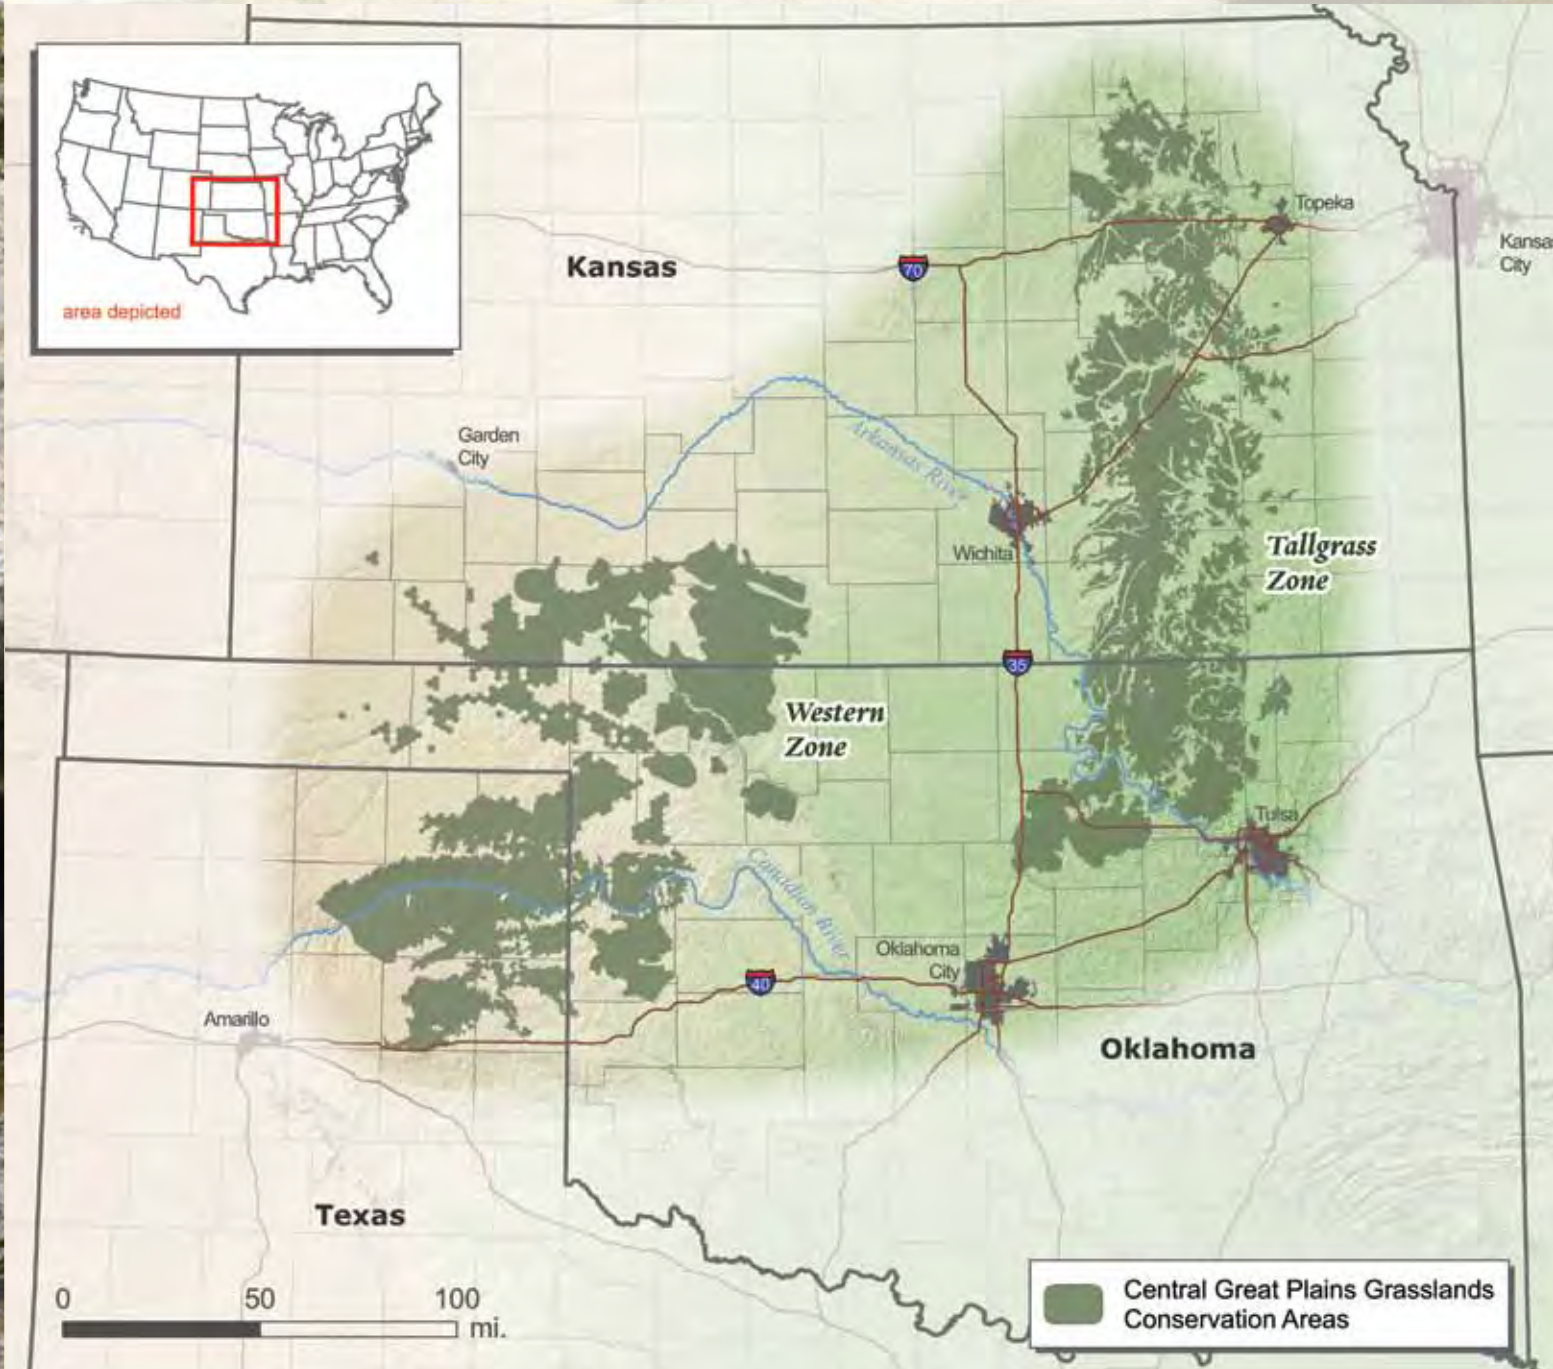 area depicted
Kansas
Topeka
Kansa
City
70
Garden
City
Arkansas River
Wichita
Tallgrass
Zone
35
Western
Zone
Tulsa
Canadian River
Oklahoma
City
40
Amarillo
Oklahoma
Texas
0 50 100
mi.
Central Great Plains Grasslands
Conservation Areas